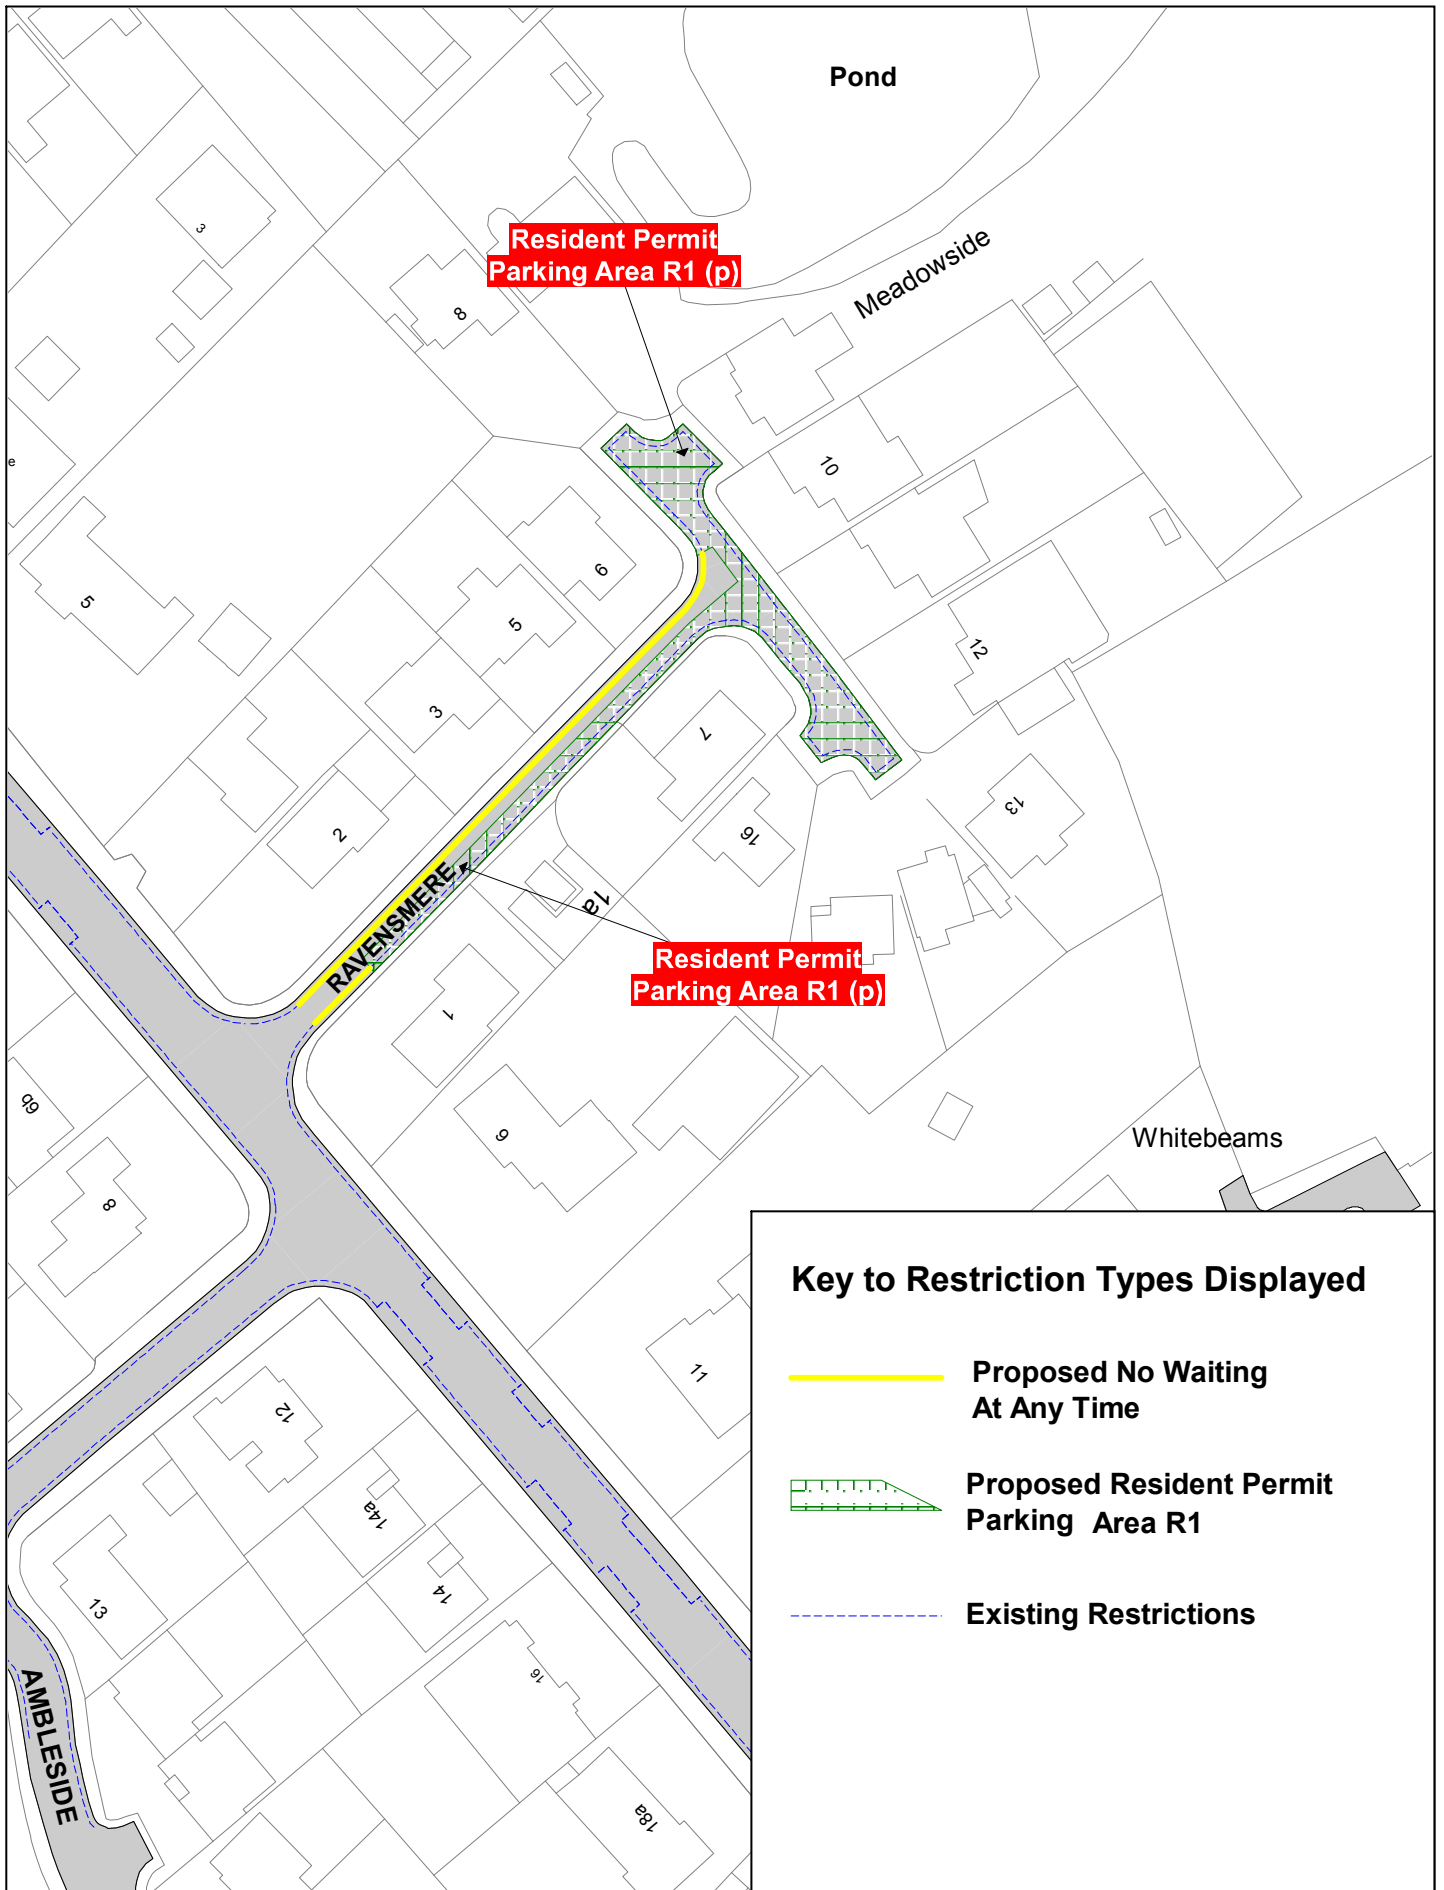 Pond
3
Resident Permit
Parking Area R1 (p)
Meadowside
8
10
e
6
5
5
12
3
7
2
13
16
1a
RAVENSMERE
Resident Permit
Parking Area R1 (p)
1
6b
9
Whitebeams
8
11
12
14a
14
13
16
AMBLESIDE
18a
Key to Restriction Types Displayed
Proposed No Waiting
At Any Time
Proposed Resident Permit
Parking Area R1
Existing Restrictions